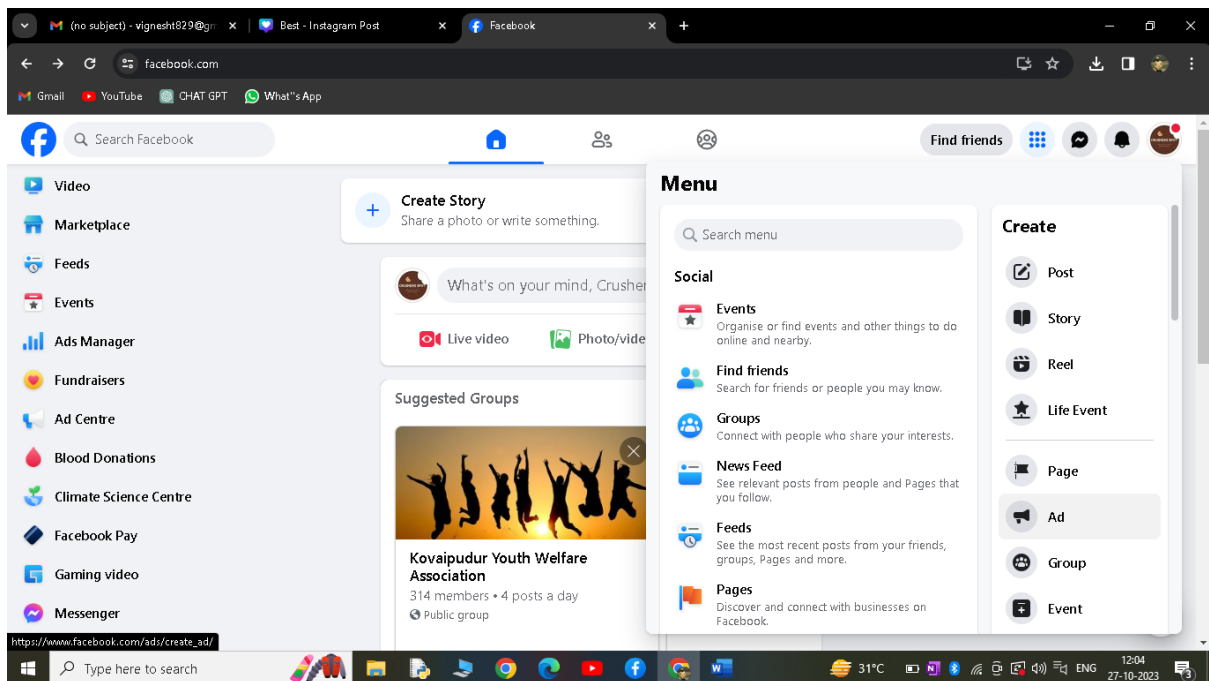 (no subject) - vignesht829@gm
Best - Instagram Post
Facebook
facebook.com
Gmail
YouTube
CHAT GPT
What"s App
Search Facebook
Find friends
Video
Marketplace
Feeds
Events
Ads Manager
Fundraisers
Ad Centre
Blood Donations
Climate Science Centre
Facebook Pay
Gaming video
Messenger
https://www.facebook.com/ads/create_ad/
Create Story
Share a photo or write something.
What's on your mind, Crusher
Live video
Photo/vide
Suggested Groups
Kovaipudur Youth Welfare
Association
314 members • 4 posts a day
Public group
Menu
Search menu
Social
Events
Organise or find events and other things to do
online and nearby.
Find friends
Search for friends or people you may know.
Groups
Connect with people who share your interests.
News Feed
See relevant posts from people and Pages that
you follow.
Feeds
See the most recent posts from your friends,
groups, Pages and more.
Pages
Discover and connect with businesses on
Facebook.
Create
Post
Story
Reel
Life Event
Page
Ad
Group
Event
Type here to search
31°C
ENG
12:04
27-10-2023
3